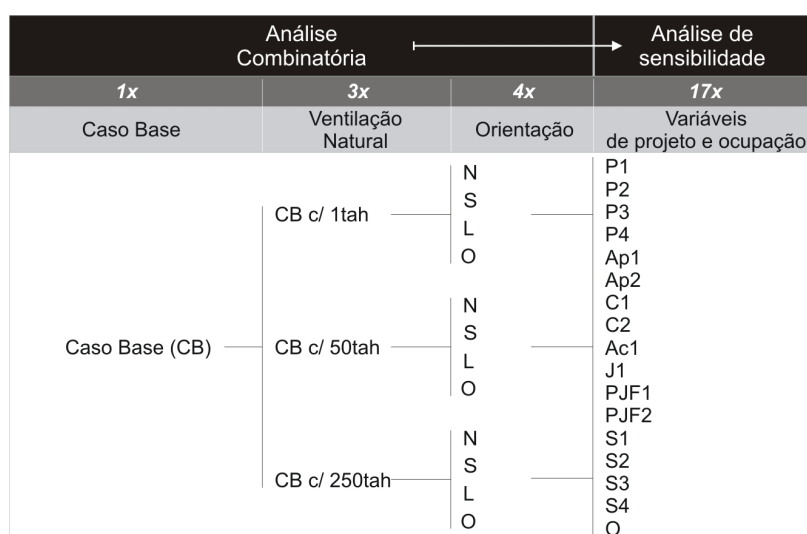 Análise
Combinatória
Análise de
sensibilidade
1x
3x
4x
17x
Caso Base
Ventilação
Natural
Orientação
Variáveis
de projeto e ocupação
Caso Base (CB)
CB c/ 1tah
N
S
L
O
CB c/ 50tah
N
S
L
O
CB c/ 250tah
N
S
L
O
P1
P2
P3
P4
Ap1
Ap2
C1
C2
Ac1
J1
PJF1
PJF2
S1
S2
S3
S4
O